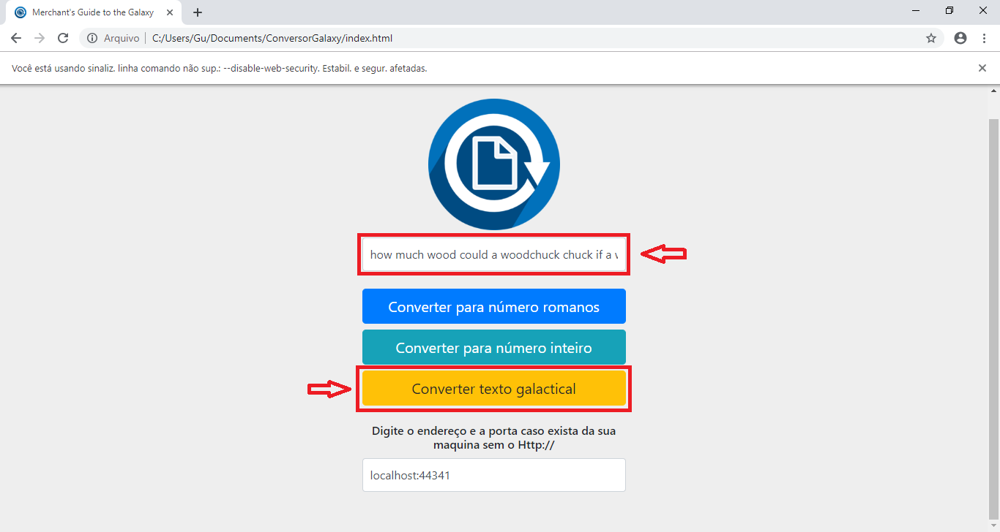 Merchant's Guide to the Galaxy
Arquivo C:/Users/Gu/Documents/ConversorGalaxy/index.html
Você está usando sinaliz. linha comando não sup.: --disable-web-security. Estabil. e segur. afetadas.
how much wood could a woodchuck chuck if a
Converter para número romanos
Converter para número inteiro
Converter texto galactical
Digite o endereço e a porta caso exista da sua
maquina sem o Http://
localhost:44341